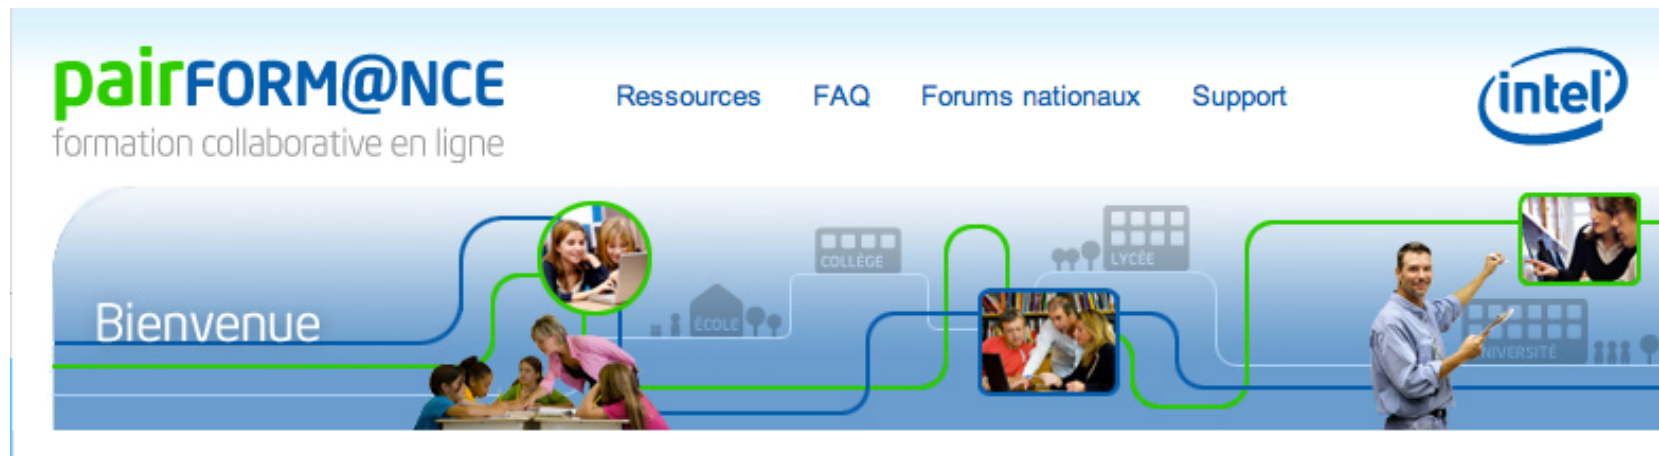 pairFORM@NCE
formation collaborative en ligne
Ressources FAQ Forums nationaux Support
intel
Bienvenue
ÉCOLE
COLLÈGE
LYCÉE
UNIVERSITÉ